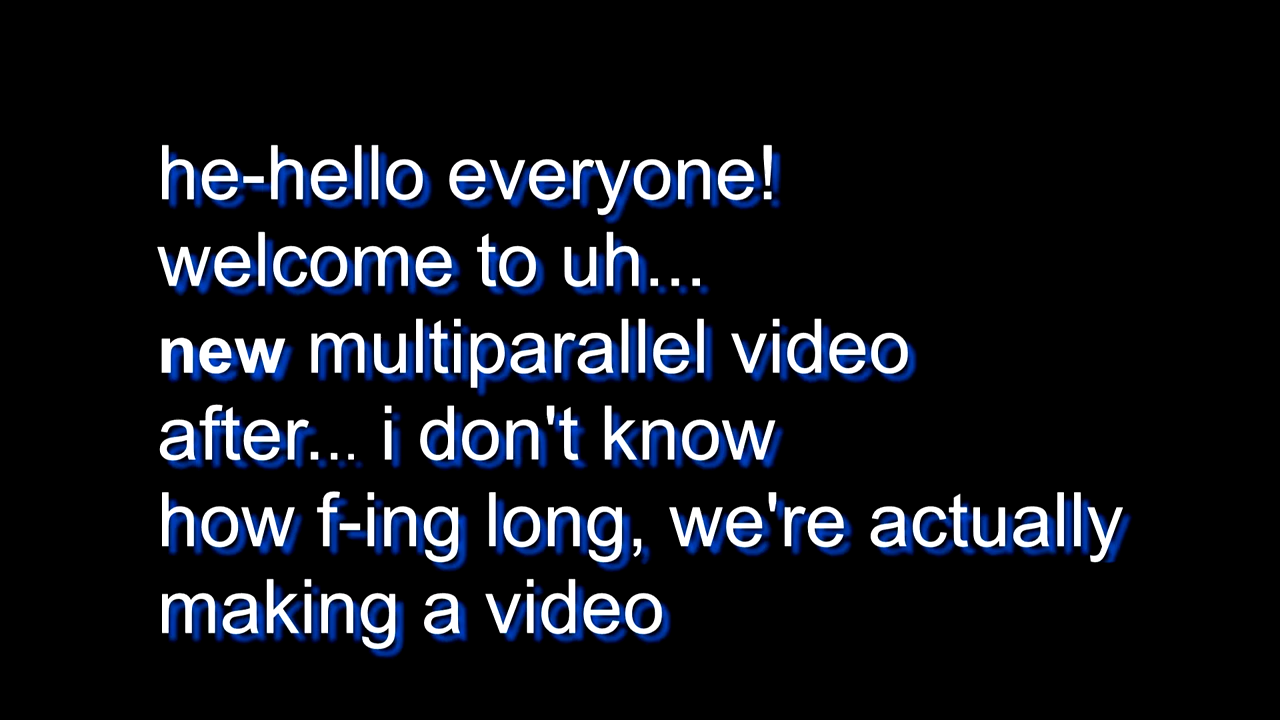 he-hello everyone!
welcome to uh...
new multiparallel video
after... i don't know
how f-ing long, we're actually
making a video